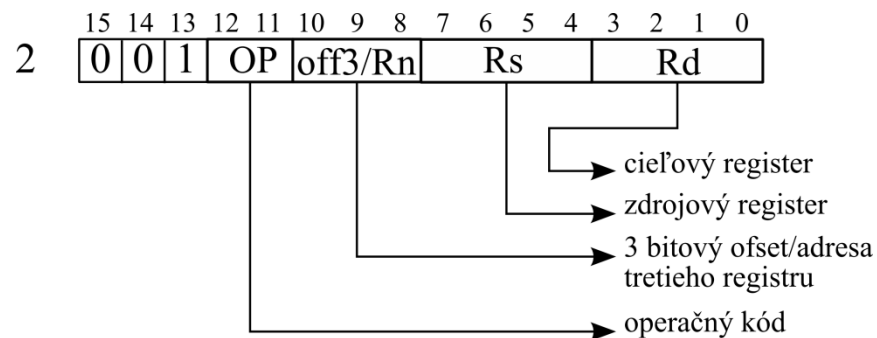 15 14 13 12 11 10 9 8 7 6 5 4 3 2 1 0
2 0 0 1 OP off3/Rn Rs Rd
cieľový register
zdrojový register
3 bitový ofset/adresa
tretieho registru
operačný kód